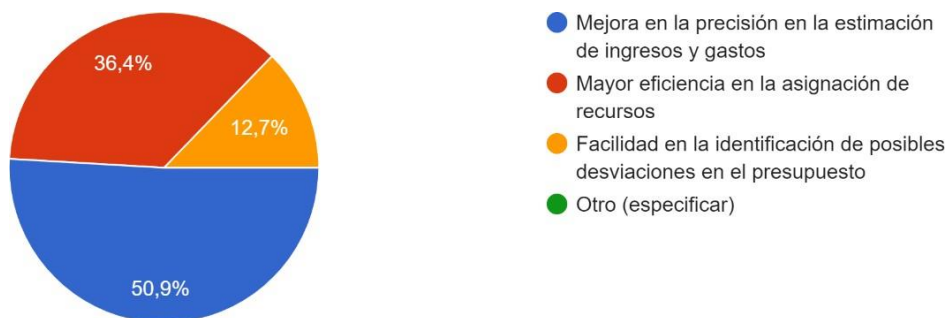 36,4%
12,7%
50,9%
Mejora en la precisión en la estimación
de ingresos y gastos
Mayor eficiencia en la asignación de
recursos
Facilidad en la identificación de posibles
desviaciones en el presupuesto
Otro (especificar)